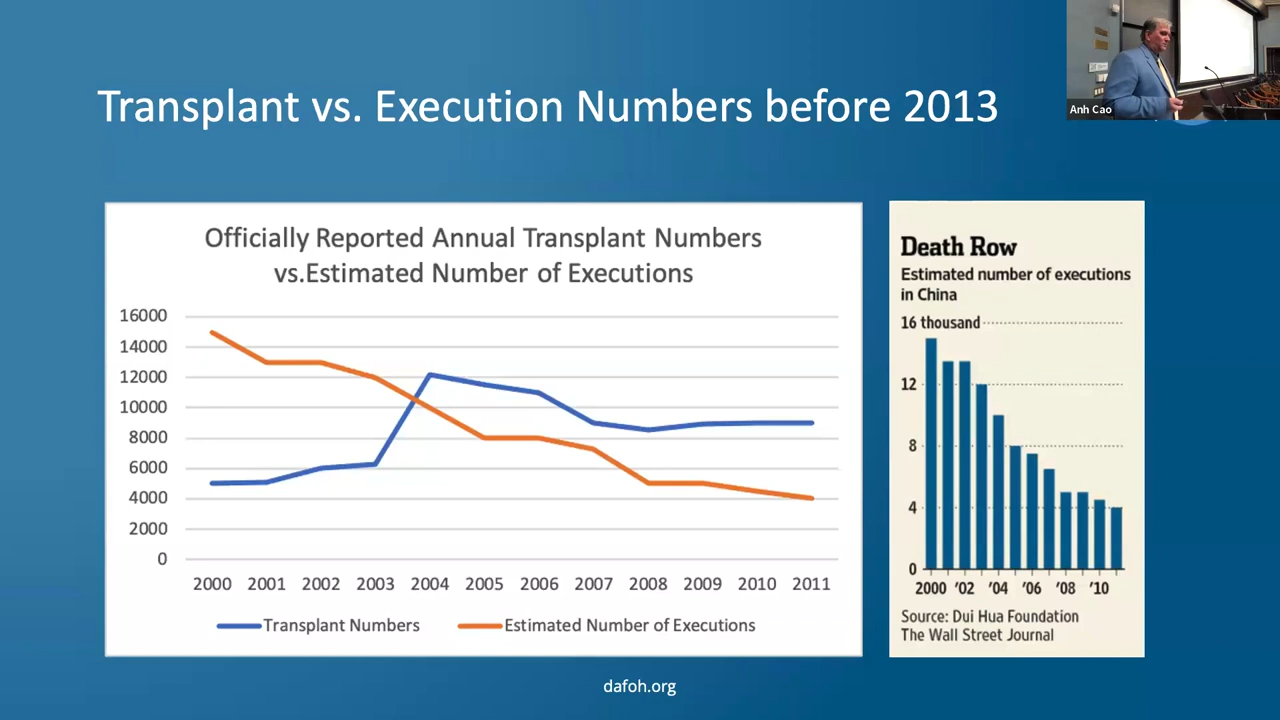 Transplant vs. Execution Numbers before 2013
Anh Cao
Officially Reported Annual Transplant Numbers
vs.Estimated Number of Executions
16000
14000
12000
10000
8000
6000
4000
2000
0
2000 2001 2002 2003 2004 2005 2006 2007 2008 2009 2010 2011
Transplant Numbers Estimated Number of Executions
Death Row
Estimated number of executions
in China
16 thousand
12
8
4
0
2000 '02 '04 '06 '08 '10
Source: Dui Hua Foundation
The Wall Street Journal
dafoh.org